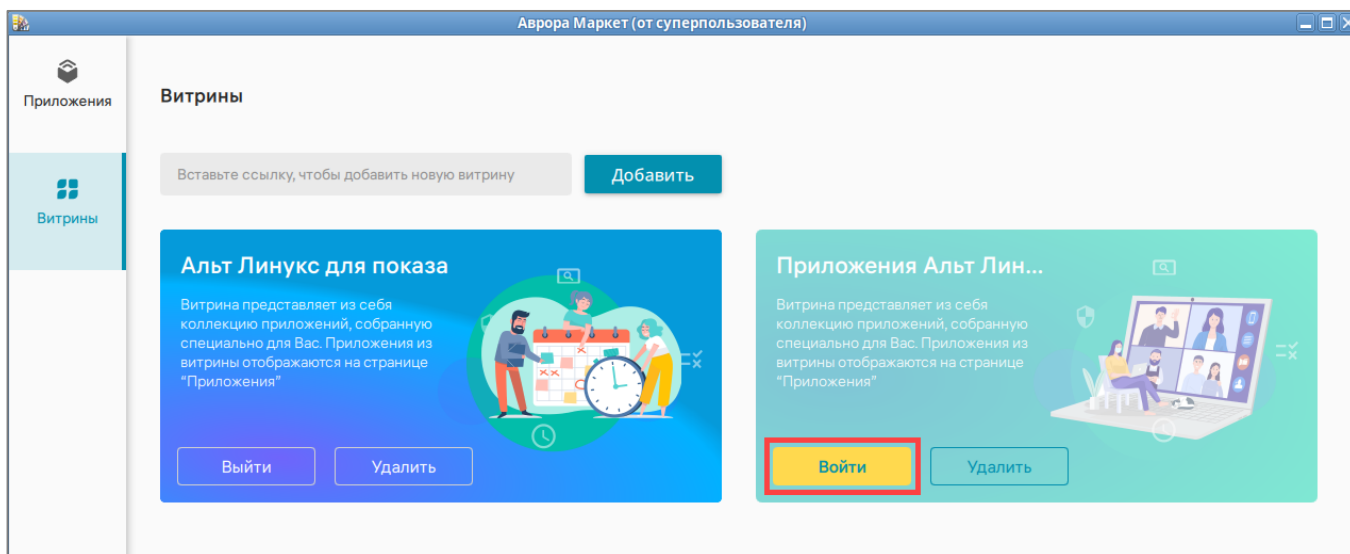 Аврора Маркет (от суперпользователя)
Приложения
Витрины
Витрины
Вставьте ссылку, чтобы добавить новую витрину
Добавить
Альт Линукс для показа
Витрина представляет из себя
коллекцию приложений, собранную
специально для Вас. Приложения из
витрины отображаются на странице
“Приложения”
Выйти
Удалить
Приложения Альт Лин...
Витрина представляет из себя
коллекцию приложений, собранную
специально для Вас. Приложения из
витрины отображаются на странице
“Приложения”
Войти
Удалить